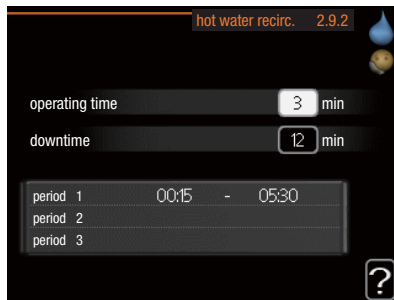 hot water recirc. 2.9.2
operating time 3 min
downtime 12 min
period 1 00:15 - 05:30
period 2
period 3
?